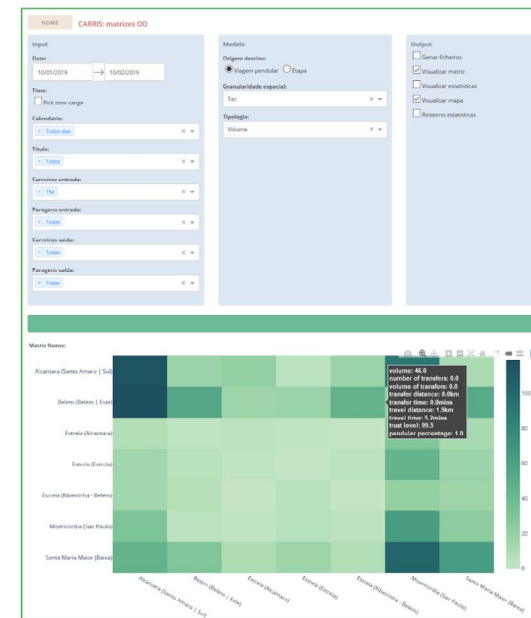 HOME
CARRIS: matrizes OD
Input
Date:
10/01/2019 → 10/02/2019
Time:
Pick time range
Calendario:
× Todos dias
Titulo:
× Todos
Carreiras entrada:
× 15e
Paragens entrada:
× Todas
Carreiras saida:
× Todas
Paragens saida:
× Todas
Modelo
Origem destino:
Viagem pendular Etapa
Granularidade espacial:
Taz
Tipologia:
Volume
Output
Gerar ficheiros
Visualizar matriz
Visualizar estatisticas
Visualizar mapa
Relatorio estatisticas
Matriz fluxos:
Alcantara (Santo Amaro | Sul)
Belem (Belem | Este)
Estrela (Alcantara)
Estrela (Estrela)
Estrela (Ribeirinha - Belem)
Misericordia (Sao Paulo)
Santa Maria Maior (Baixa)
volume: 46.0
number of transfers: 0.0
volume of transfers: 0.0
transfer distance: 0.0km
transfer time: 0.0mins
travel distance: 1.9km
travel time: 5.2mins
trust level: 99.5
pendular percentage: 1.0
100
80
60
40
20
0
Alcantara (Santo Amaro | Sul)
Belem (Belem | Este)
Estrela (Alcantara)
Estrela (Estrela)
Estrela (Ribeirinha - Belem)
Misericordia (Sao Paulo)
Santa Maria Maior (Baixa)